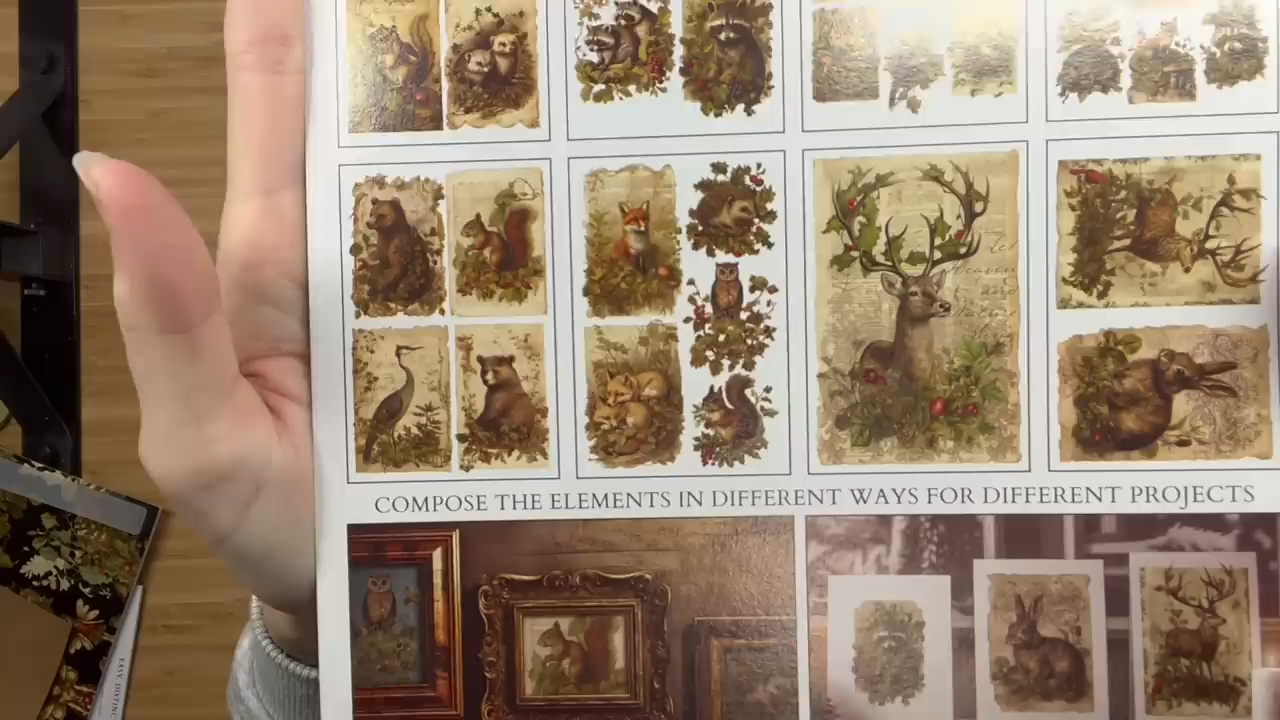 COMPOSE THE ELEMENTS IN DIFFERENT WAYS FOR DIFFERENT PROJECTS